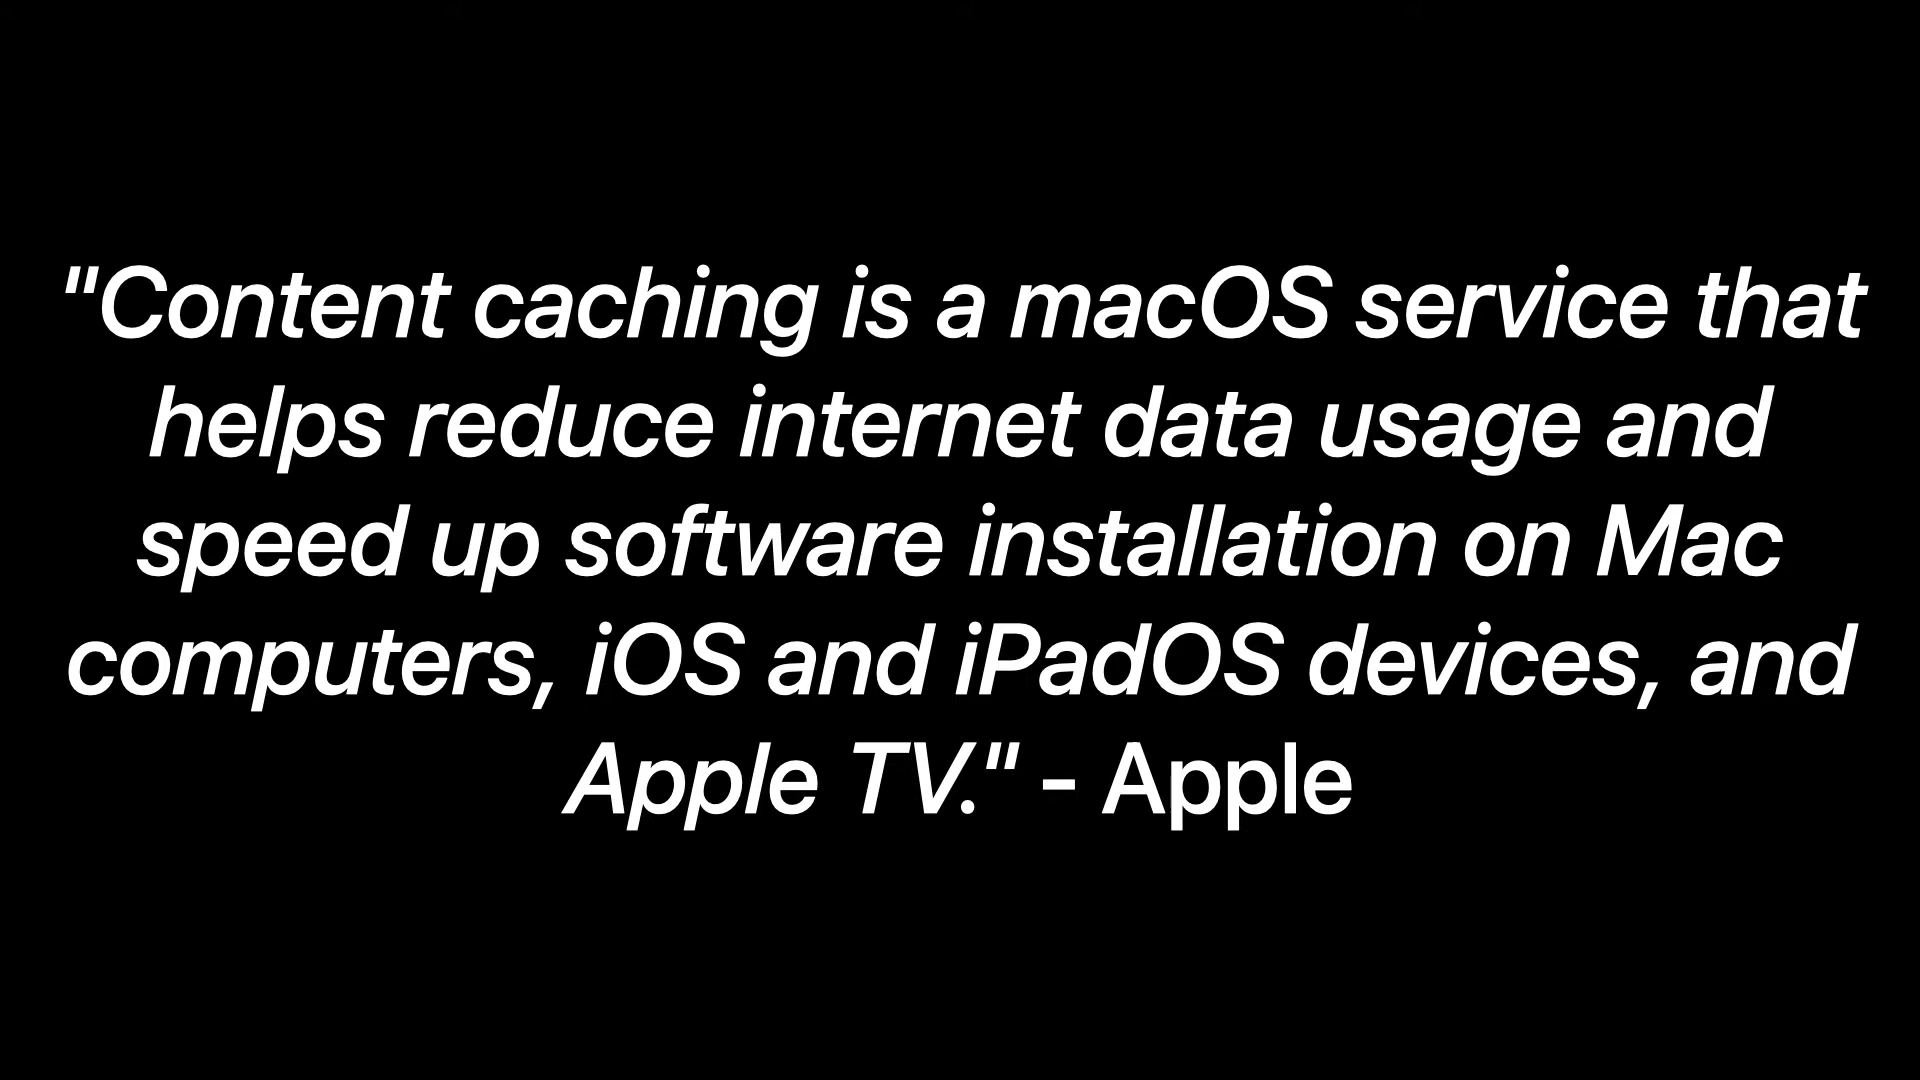 "Content caching is a macOS service that
helps reduce internet data usage and
speed up software installation on Mac
computers, iOS and iPadOS devices, and
Apple TV." - Apple